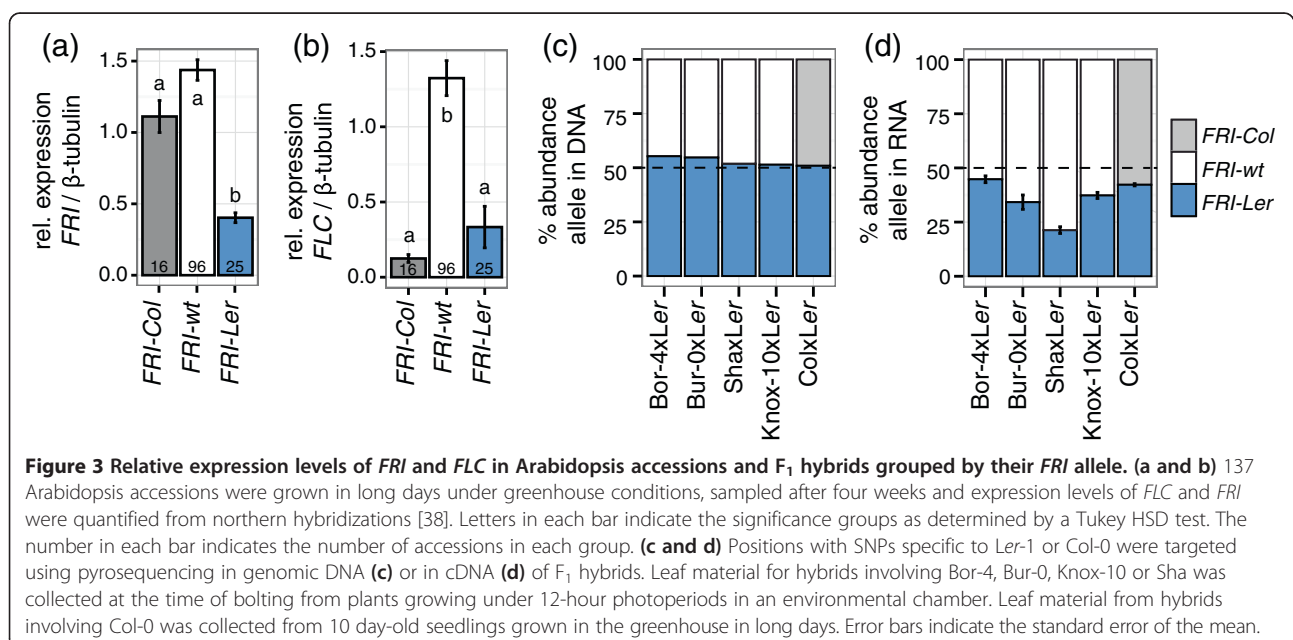 (a)
rel. expression
FRI / β-tubulin
1.5
1.0
0.5
0.0
a
a
b
16
96
25
FRI-Col
FRI-wt
FRI-Ler
(b)
rel. expression
FLC / β-tubulin
1.5
1.0
0.5
0.0
a
b
a
16
96
25
FRI-Col
FRI-wt
FRI-Ler
(c)
% abundance
allele in DNA
100
75
50
25
0
Bor-4xLer
Bur-0xLer
ShaxLer
Knox-10xLer
ColxLer
(d)
% abundance
allele in RNA
100
75
50
25
0
Bor-4xLer
Bur-0xLer
ShaxLer
Knox-10xLer
ColxLer
FRI-Col
FRI-wt
FRI-Ler
Figure 3 Relative expression levels of FRI and FLC in Arabidopsis accessions and F1 hybrids grouped by their FRI allele. (a and b) 137
Arabidopsis accessions were grown in long days under greenhouse conditions, sampled after four weeks and expression levels of FLC and FRI
were quantified from northern hybridizations [38]. Letters in each bar indicate the significance groups as determined by a Tukey HSD test. The
number in each bar indicates the number of accessions in each group. (c and d) Positions with SNPs specific to Ler-1 or Col-0 were targeted
using pyrosequencing in genomic DNA (c) or in cDNA (d) of F1 hybrids. Leaf material for hybrids involving Bor-4, Bur-0, Knox-10 or Sha was
collected at the time of bolting from plants growing under 12-hour photoperiods in an environmental chamber. Leaf material from hybrids
involving Col-0 was collected from 10 day-old seedlings grown in the greenhouse in long days. Error bars indicate the standard error of the mean.